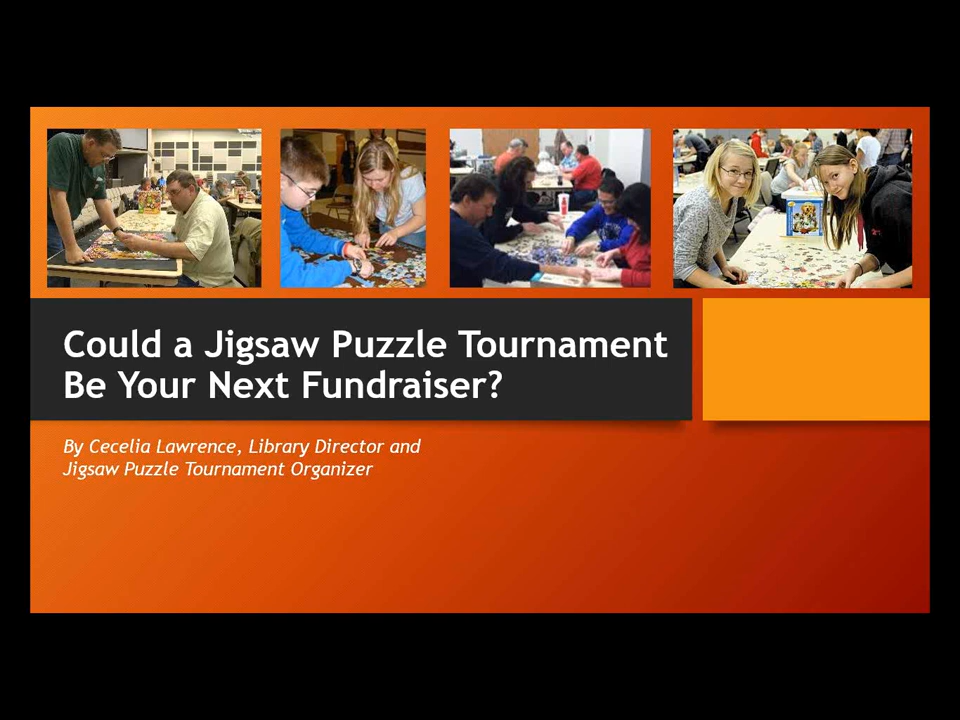 Could a Jigsaw Puzzle Tournament
Be Your Next Fundraiser?
By Cecelia Lawrence, Library Director and
Jigsaw Puzzle Tournament Organizer